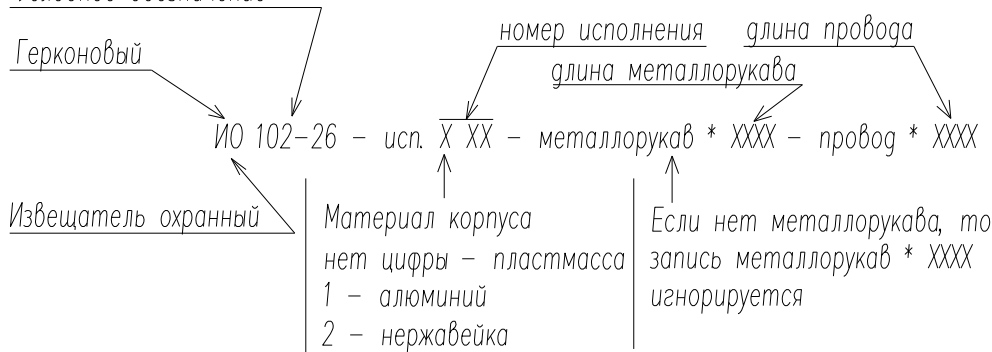 Герконовый
номер исполнения
длина провода
длина металлорукава
ИО 102-26 - исп. X XX - металлорукав * XXXX - провод * XXXX
Извещатель охранный
Материал корпуса
нет цифры - пластмасса
1 - алюминий
2 - нержавейка
Если нет металлорукава, то
запись металлорукав * XXXX
игнорируется